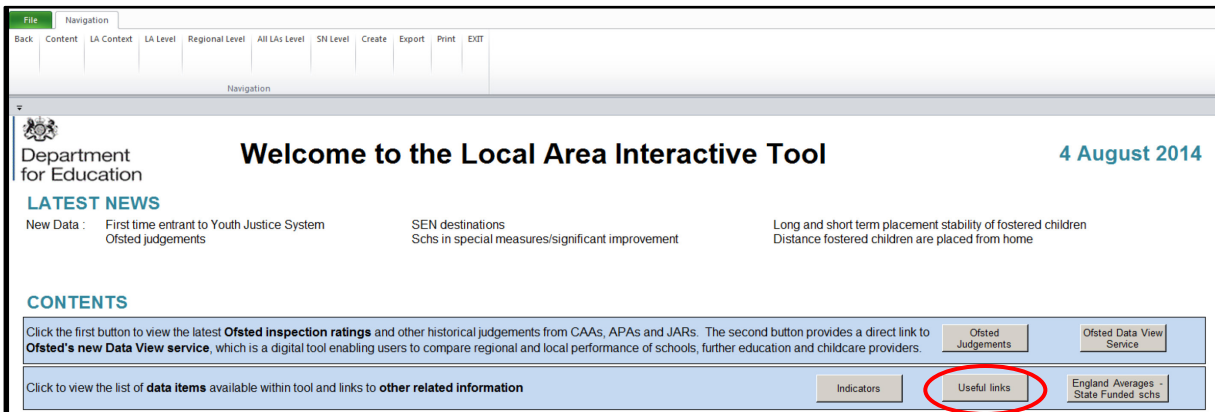 File Navigation
Back Content LA Context LA Level Regional Level All LAs Level SN Level Create Export Print EXIT
Navigation
Department
for Education
Welcome to the Local Area Interactive Tool
4 August 2014
LATEST NEWS
New Data : First time entrant to Youth Justice System SEN destinations Long and short term placement stability of fostered children
Ofsted judgements Schs in special measures/significant improvement Distance fostered children are placed from home
CONTENTS
Click the first button to view the latest Ofsted inspection ratings and other historical judgements from CAAs, APAs and JARs. The second button provides a direct link to
Ofsted's new Data View service, which is a digital tool enabling users to compare regional and local performance of schools, further education and childcare providers.
Ofsted
Judgements
Ofsted Data View
Service
Click to view the list of data items available within tool and links to other related information
Indicators
Useful links
England Averages -
State Funded schs